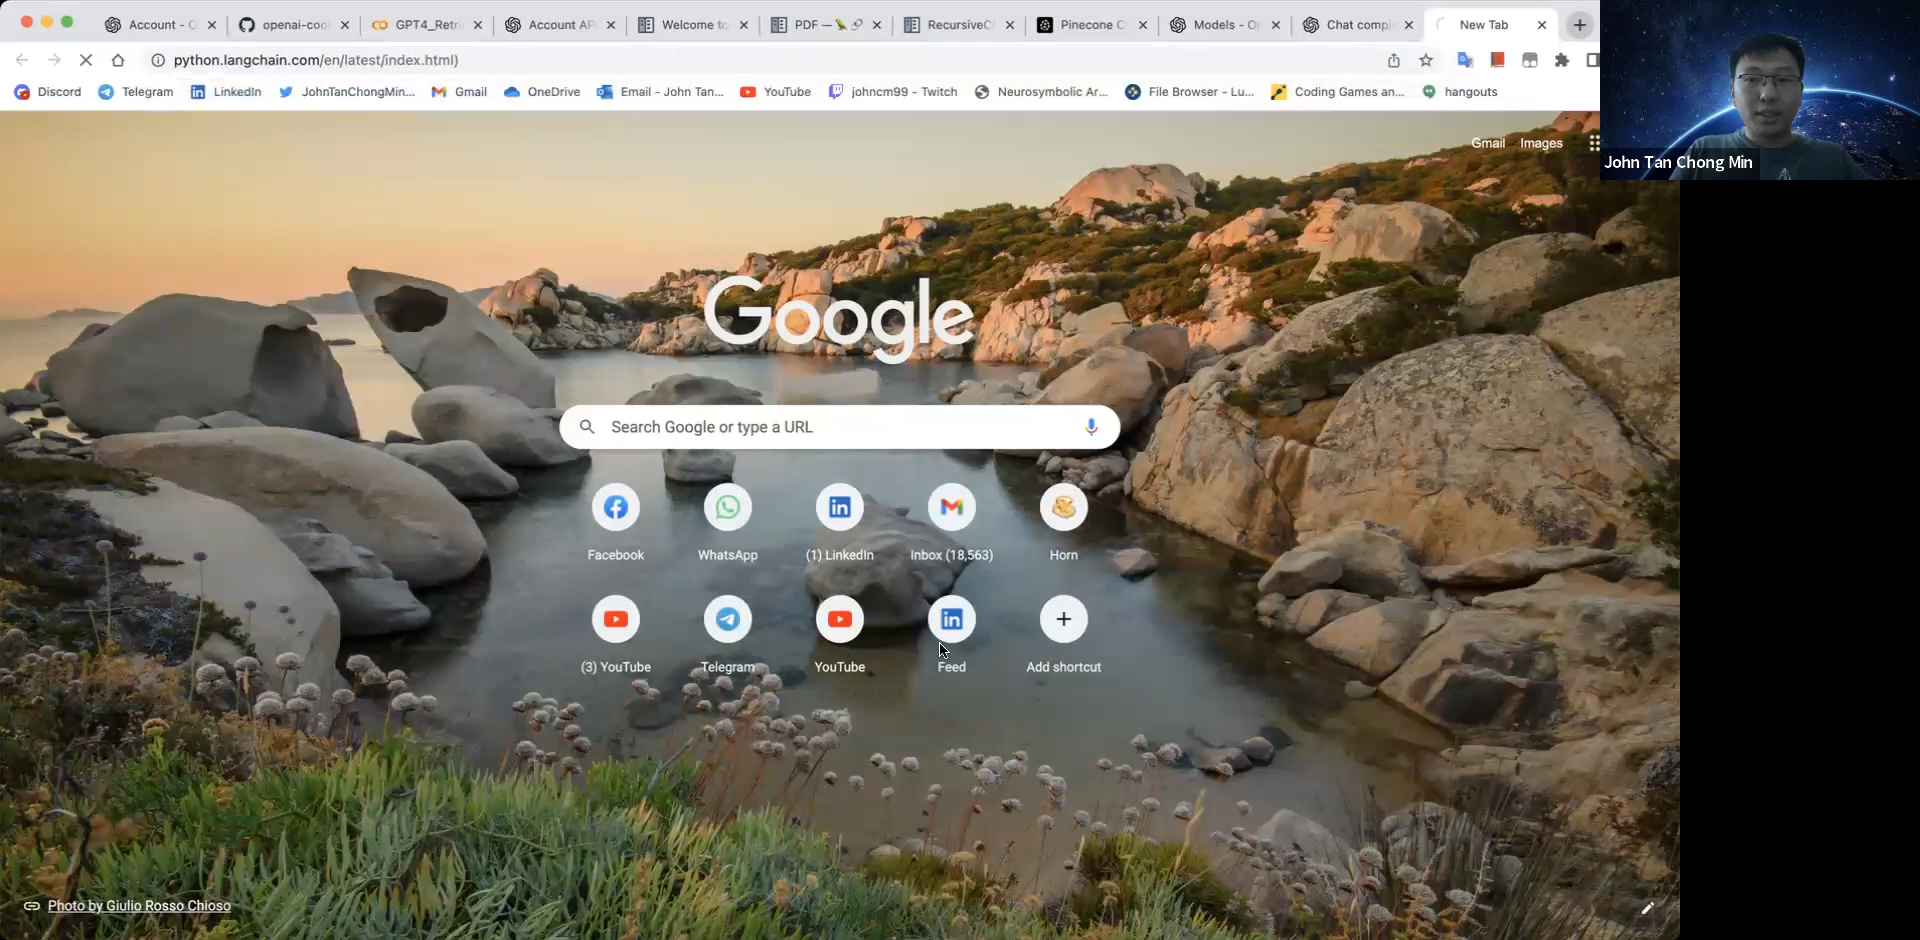 Account - O
openai-coo
GPT4_Retri
Account AP
Welcome to
PDF —
RecursiveC
Pinecone C
Models - O
Chat compl
New Tab
python.langchain.com/en/latest/index.html)
Discord
Telegram
LinkedIn
JohnTanChongMin...
Gmail
OneDrive
Email - John Tan...
YouTube
johncm99 - Twitch
Neurosymbolic Ar...
File Browser - Lu...
Coding Games an...
hangouts
Gmail Images
John Tan Chong Min
Google
Search Google or type a URL
Facebook
WhatsApp
(1) LinkedIn
Inbox (18,563)
Horn
(3) YouTube
Telegram
YouTube
Feed
Add shortcut
Photo by Giulio Rosso Chioso